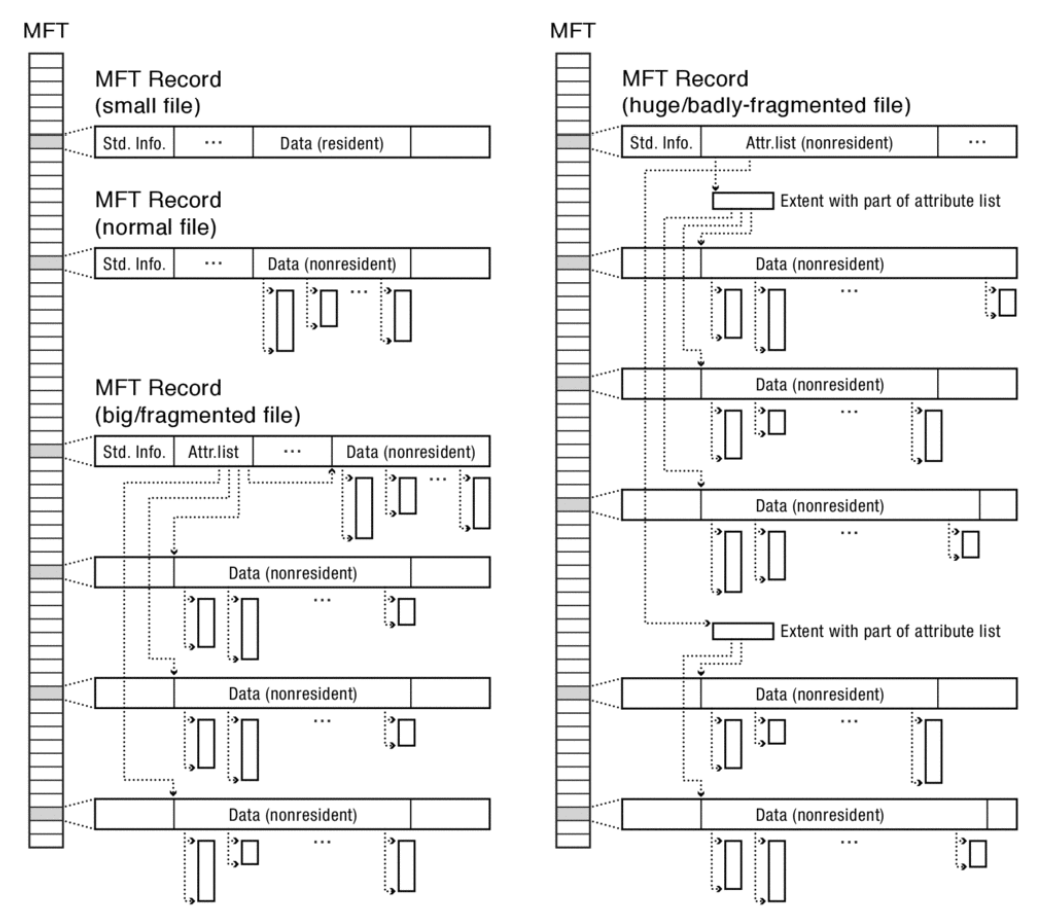 MFT
MFT Record
(small file)
Std. Info.
...
Data (resident)
MFT Record
(normal file)
Std. Info.
...
Data (nonresident)
...
MFT Record
(big/fragmented file)
Std. Info.
Attr.list
...
Data (nonresident)
...
Data (nonresident)
...
Data (nonresident)
...
Data (nonresident)
...
MFT
MFT Record
(huge/badly-fragmented file)
Std. Info.
Attr.list (nonresident)
...
Extent with part of attribute list
Data (nonresident)
...
Data (nonresident)
...
Data (nonresident)
...
Extent with part of attribute list
Data (nonresident)
...
Data (nonresident)
...